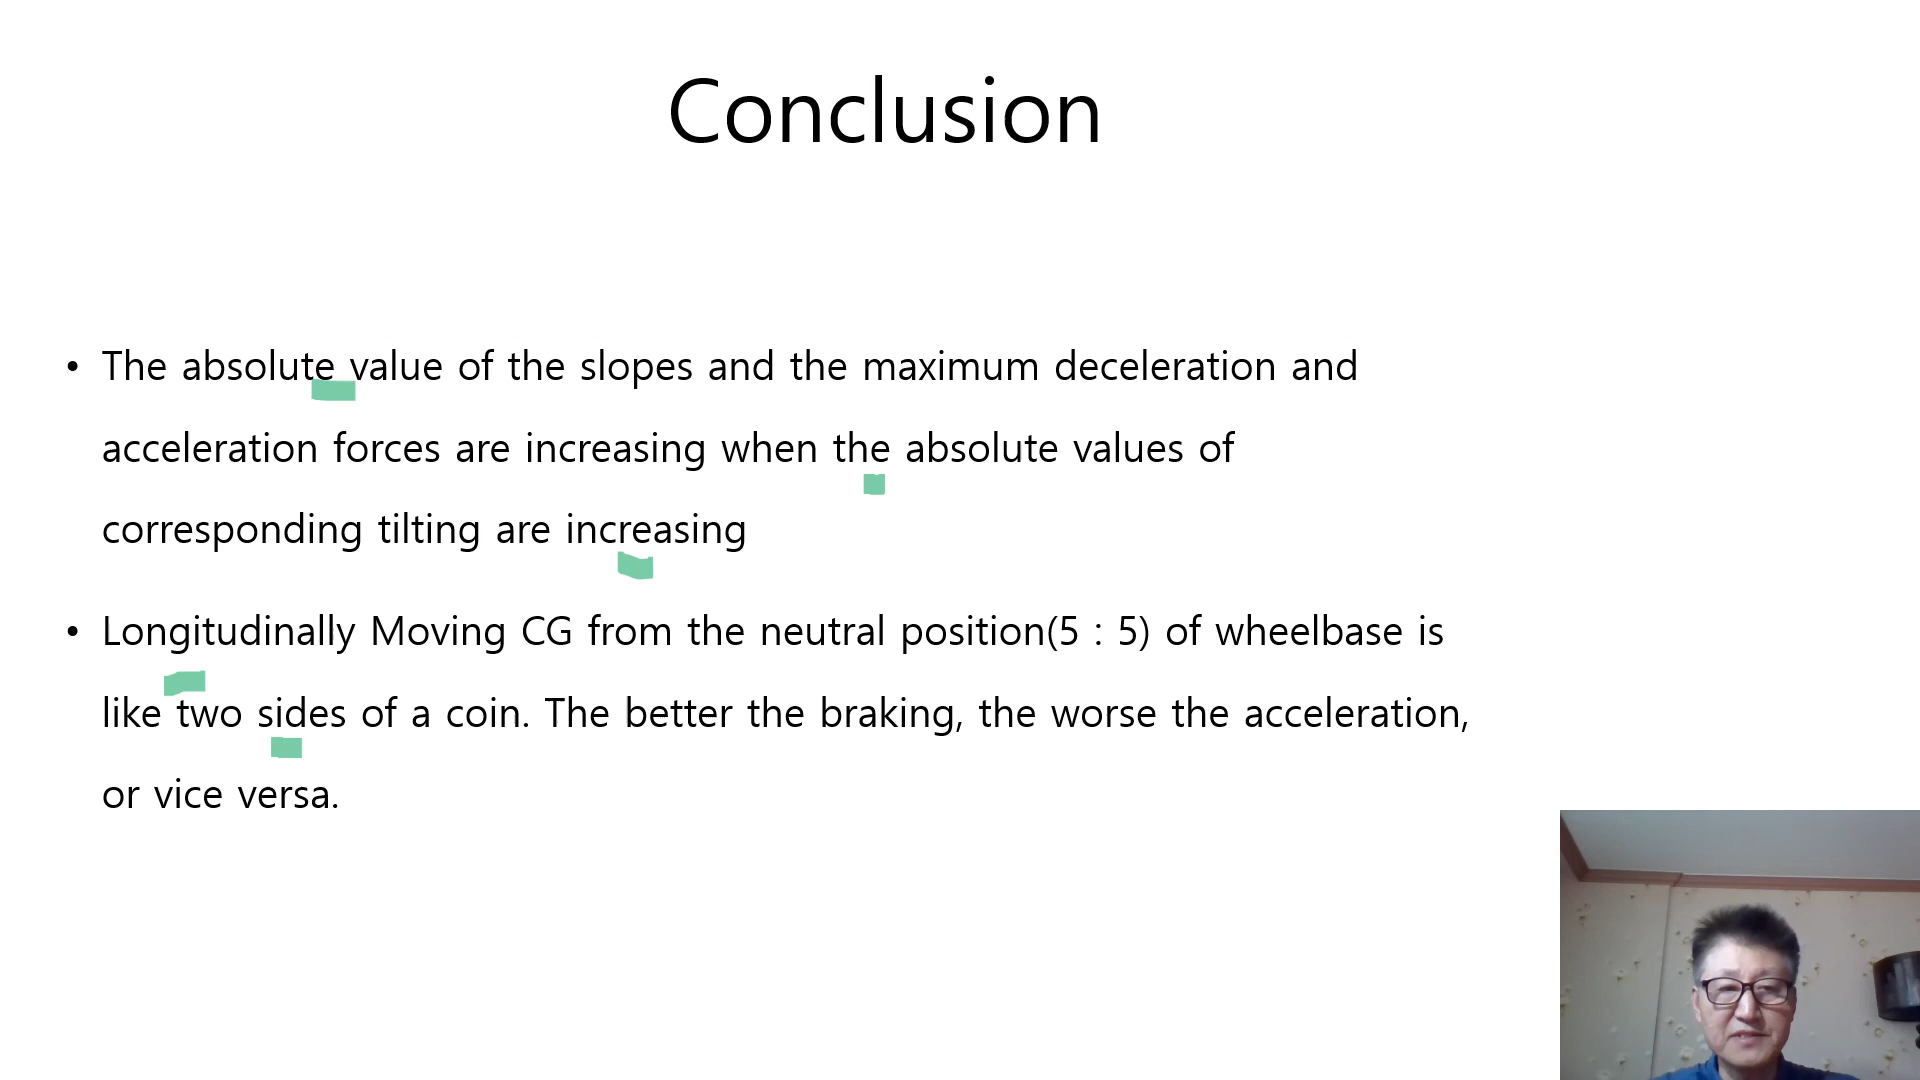 Conclusion
• The absolute value of the slopes and the maximum deceleration and
acceleration forces are increasing when the absolute values of
corresponding tilting are increasing
• Longitudinally Moving CG from the neutral position(5 : 5) of wheelbase is
like two sides of a coin. The better the braking, the worse the acceleration,
or vice versa.